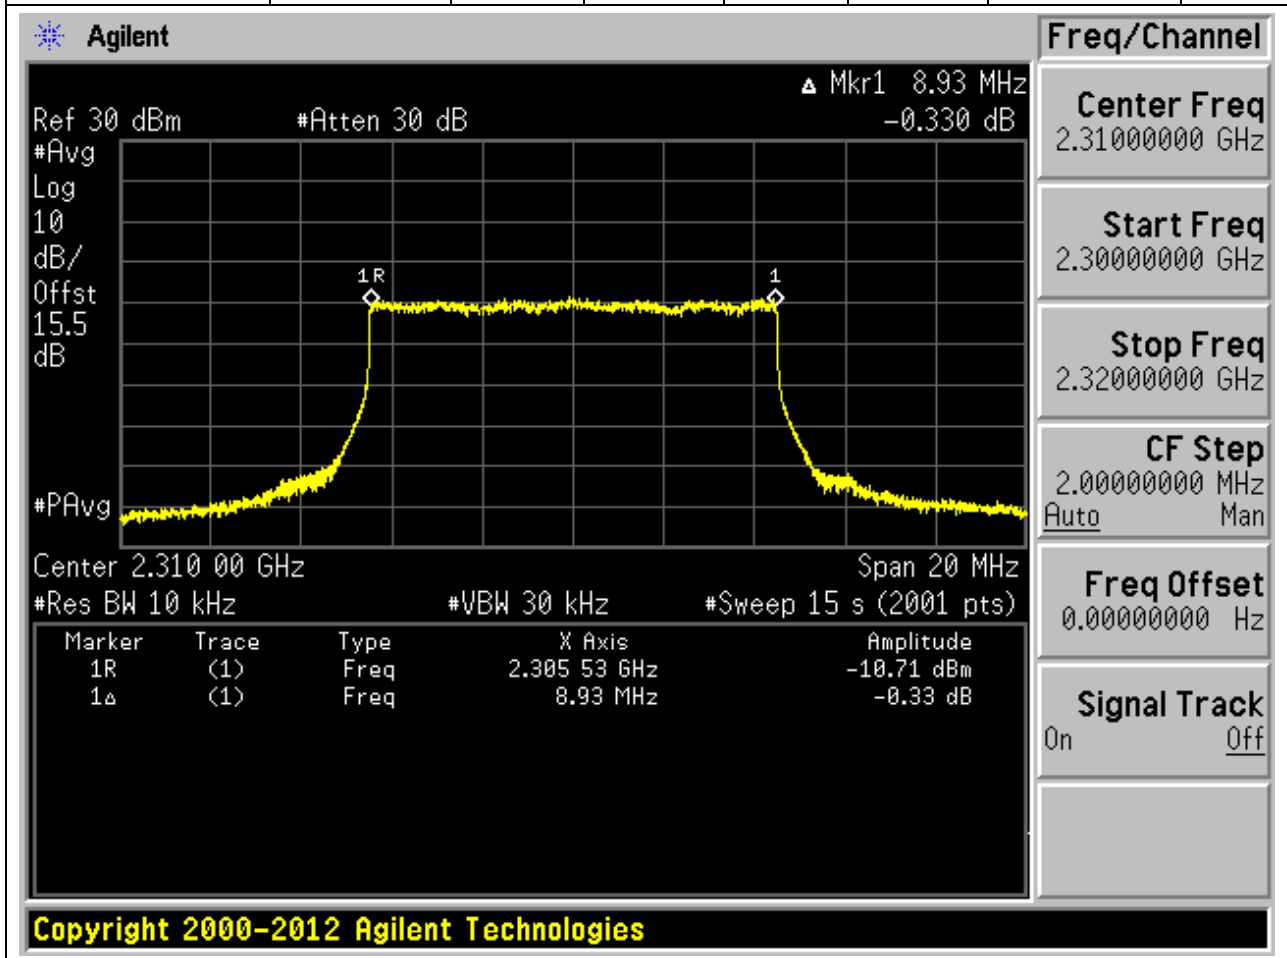 Agilent
Freq/Channel
Δ Mkr1 8.93 MHz
Ref 30 dBm #Atten 30 dB -0.330 dB
#Avg
Log
10
dB/
Offst
15.5
dB
1R 1
#PAvg
Center 2.310 00 GHz Span 20 MHz
#Res BW 10 kHz #VBW 30 kHz #Sweep 15 s (2001 pts)
Marker Trace Type X Axis Amplitude
1R (1) Freq 2.305 53 GHz -10.71 dBm
1Δ (1) Freq 8.93 MHz -0.33 dB
Center Freq
2.31000000 GHz
Start Freq
2.30000000 GHz
Stop Freq
2.32000000 GHz
CF Step
2.00000000 MHz
Auto Man
Freq Offset
0.00000000 Hz
Signal Track
On Off
Copyright 2000-2012 Agilent Technologies